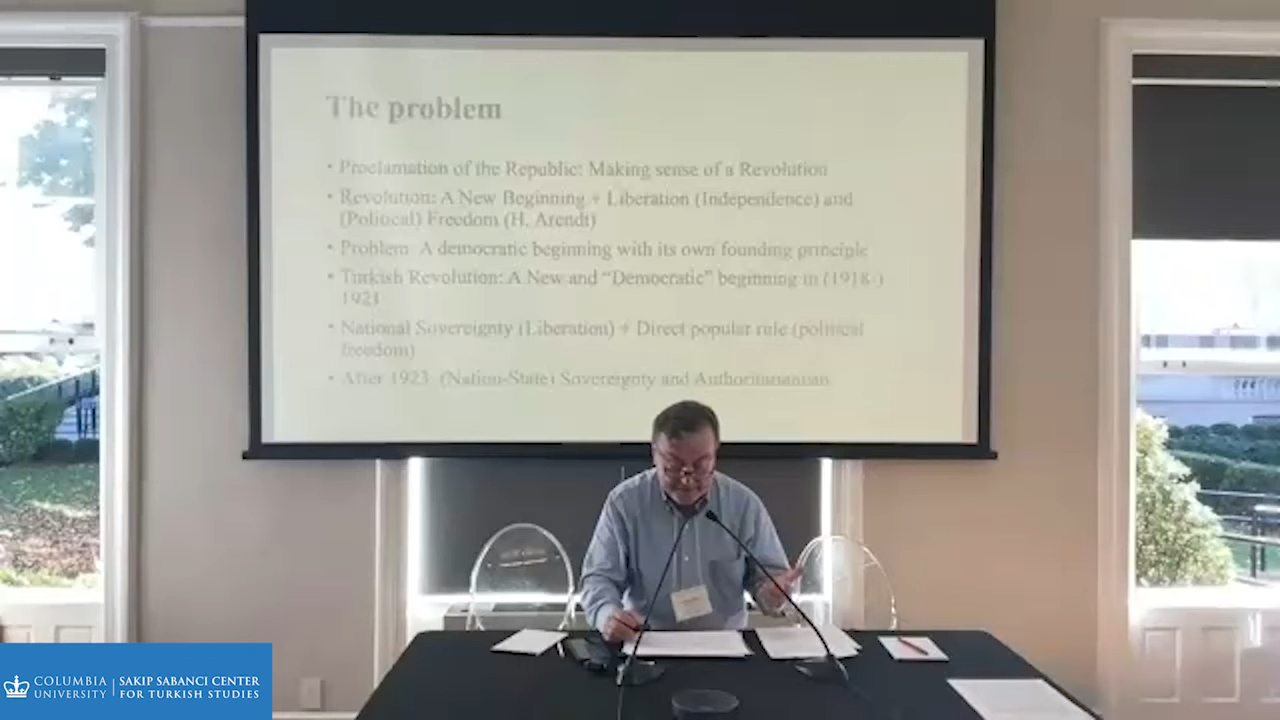 The problem
• Proclamation of the Republic: Making sense of a Revolution
• Revolution: A New Beginning + Liberation (Independence) and
(Political) Freedom (H. Arendt)
• Problem: A democratic beginning with its own founding principle
• Turkish Revolution: A New and “Democratic” beginning in (1918-)
1921
• National Sovereignty (Liberation) + Direct popular rule (political
freedom)
• After 1923: (Nation-State) Sovereignty and Authoritarianism
COLUMBIA
UNIVERSITY
SAKIP SABANCI CENTER
FOR TURKISH STUDIES